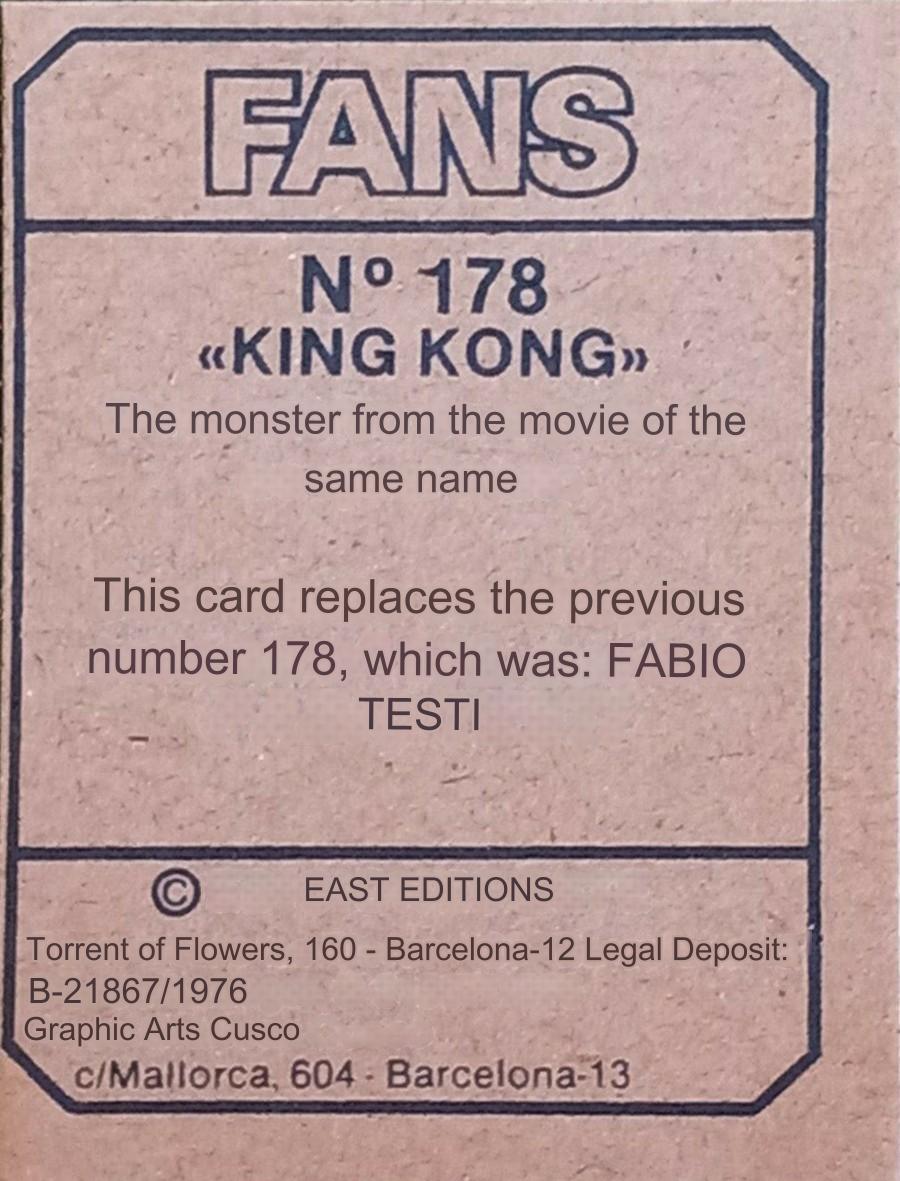 FANS
Nº 178
«KING KONG»
The monster from the movie of the
same name
This card replaces the previous
number 178, which was: FABIO
TESTI
© EAST EDITIONS
Torrent of Flowers, 160 - Barcelona-12 Legal Deposit:
B-21867/1976
Graphic Arts Cusco
c/Mallorca, 604 - Barcelona-13